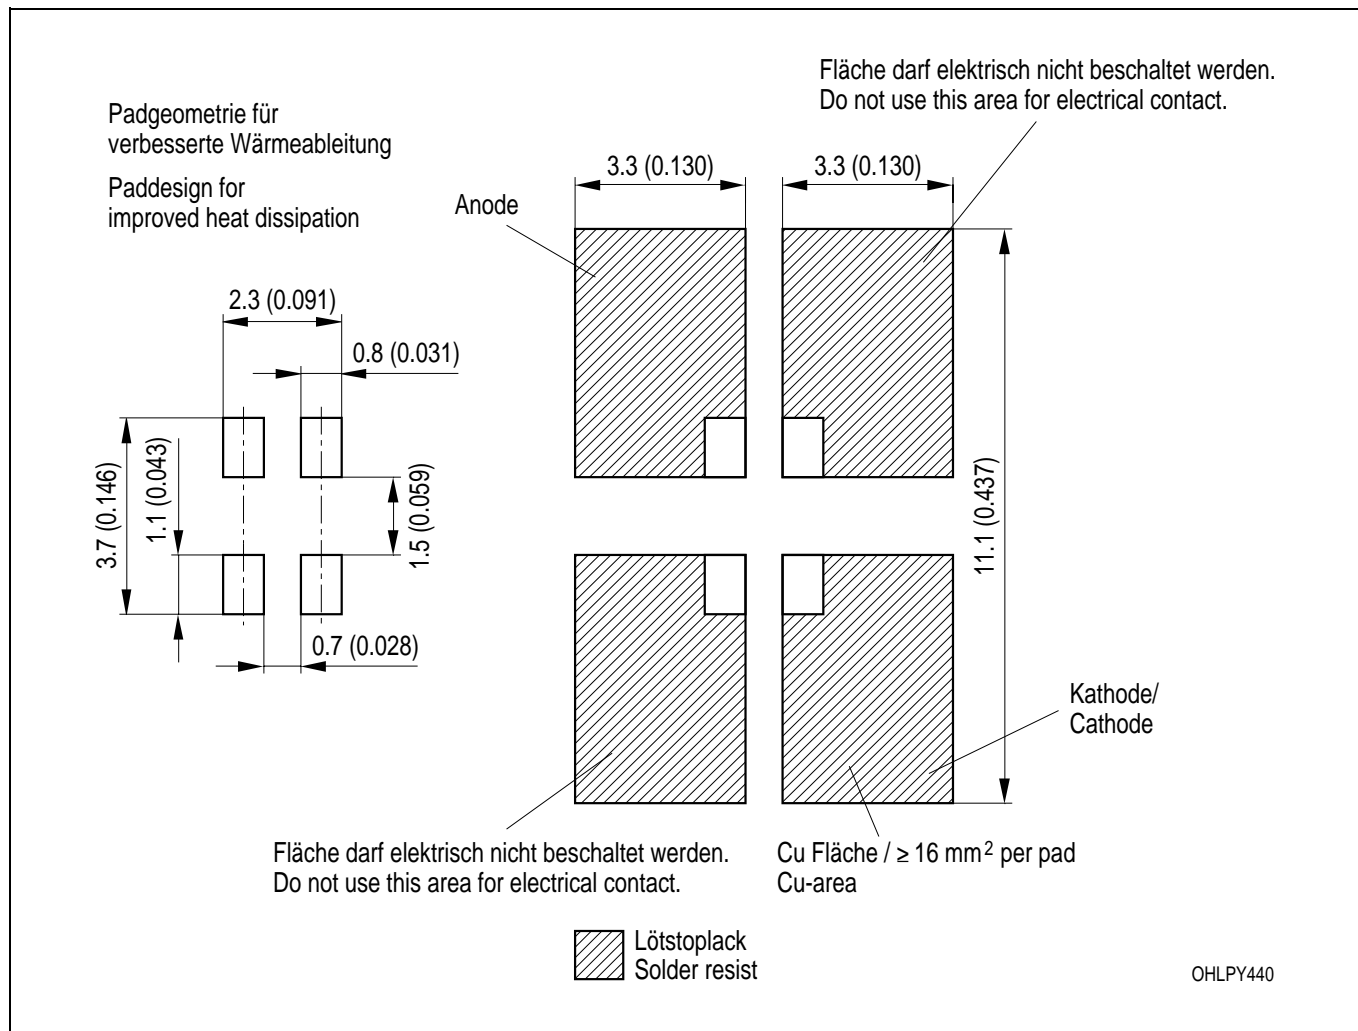 Padgeometrie für
verbesserte Wärmeableitung
Paddesign for
improved heat dissipation
Fläche darf elektrisch nicht beschaltet werden.
Do not use this area for electrical contact.
3.3 (0.130)
3.3 (0.130)
Anode
2.3 (0.091)
0.8 (0.031)
3.7 (0.146)
1.1 (0.043)
1.5 (0.059)
0.7 (0.028)
11.1 (0.437)
Kathode/
Cathode
Fläche darf elektrisch nicht beschaltet werden.
Do not use this area for electrical contact.
Cu Fläche / ≥ 16 mm² per pad
Cu-area
Lötstoplack
Solder resist
OHLPY440